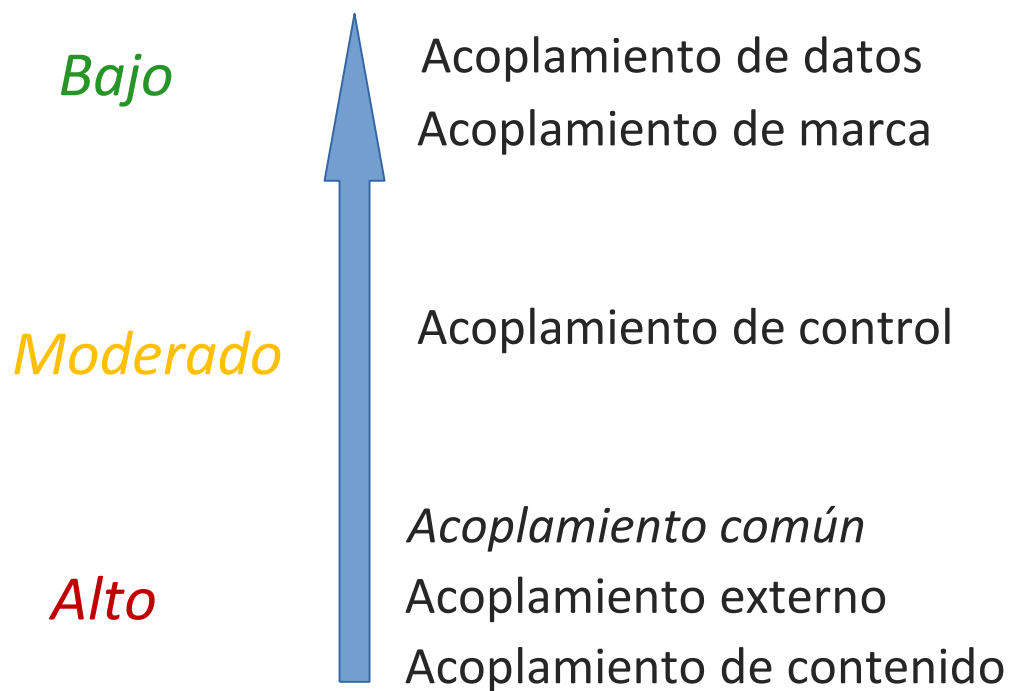 Bajo
Acoplamiento de datos
Acoplamiento de marca
Moderado
Acoplamiento de control
Acoplamiento común
Alto
Acoplamiento externo
Acoplamiento de contenido